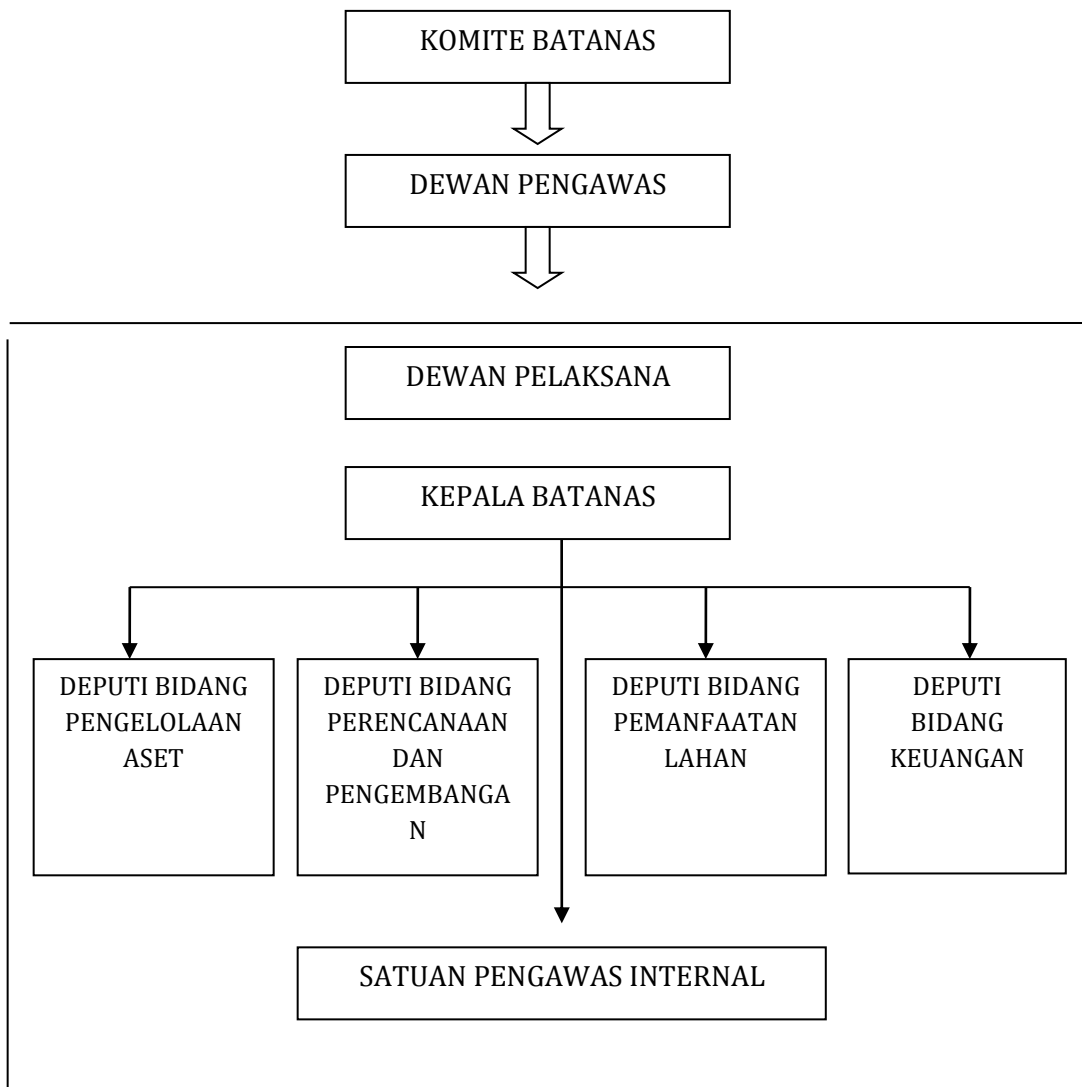 KOMITE BATANAS
DEWAN PENGAWAS
DEWAN PELAKSANA
KEPALA BATANAS
DEPUTI BIDANG
PENGELOLAAN
ASET
DEPUTI BIDANG
PERENCANAAN
DAN
PENGEMBANGA
N
DEPUTI BIDANG
PEMANFAATAN
LAHAN
DEPUTI
BIDANG
KEUANGAN
SATUAN PENGAWAS INTERNAL